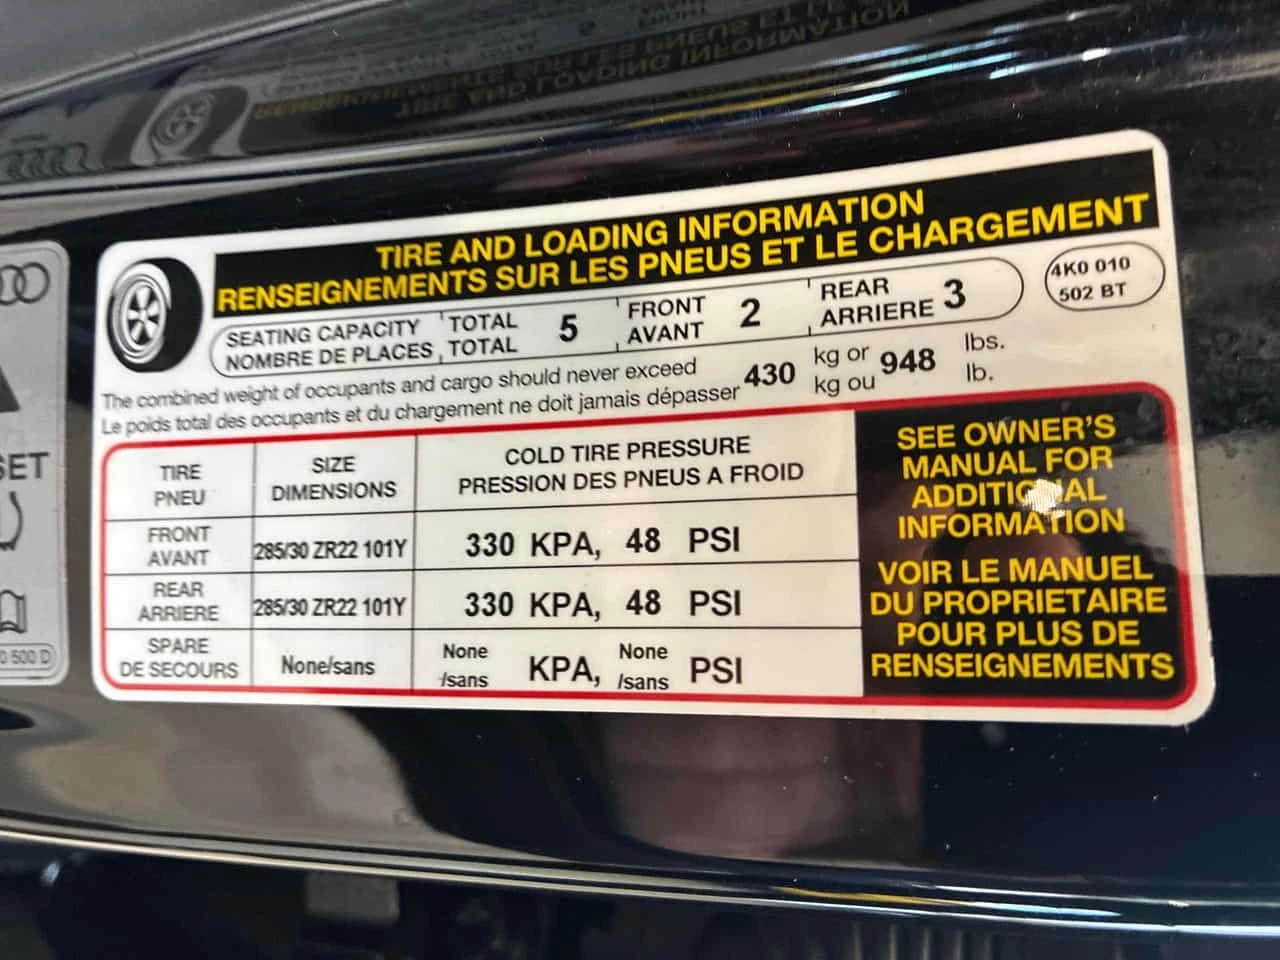 TIRE AND LOADING INFORMATION
RENSEIGNEMENTS SUR LES PNEUS ET LE CHARGEMENT
SEATING CAPACITY TOTAL 5 FRONT 2 REAR 3
NOMBRE DE PLACES TOTAL AVANT ARRIERE
4K0 010
502 BT
The combined weight of occupants and cargo should never exceed 430 kg or 948 lbs.
Le poids total des occupants et du chargement ne doit jamais dépasser kg ou lb.
TIRE SIZE COLD TIRE PRESSURE
PNEU DIMENSIONS PRESSION DES PNEUS A FROID
FRONT
AVANT 285/30 ZR22 101Y 330 KPA, 48 PSI
REAR
ARRIERE 285/30 ZR22 101Y 330 KPA, 48 PSI
SPARE
DE SECOURS None/sans None /sans KPA, None /sans PSI
SEE OWNER'S
MANUAL FOR
ADDITIONAL
INFORMATION
VOIR LE MANUEL
DU PROPRIETAIRE
POUR PLUS DE
RENSEIGNEMENTS